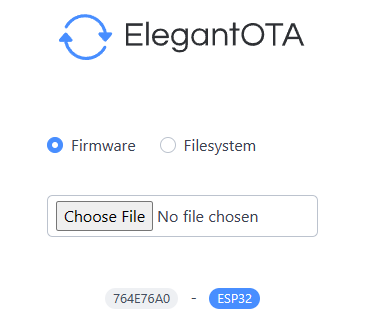 ElegantOTA
Firmware Filesystem
Choose File No file chosen
764E76A0 - ESP32